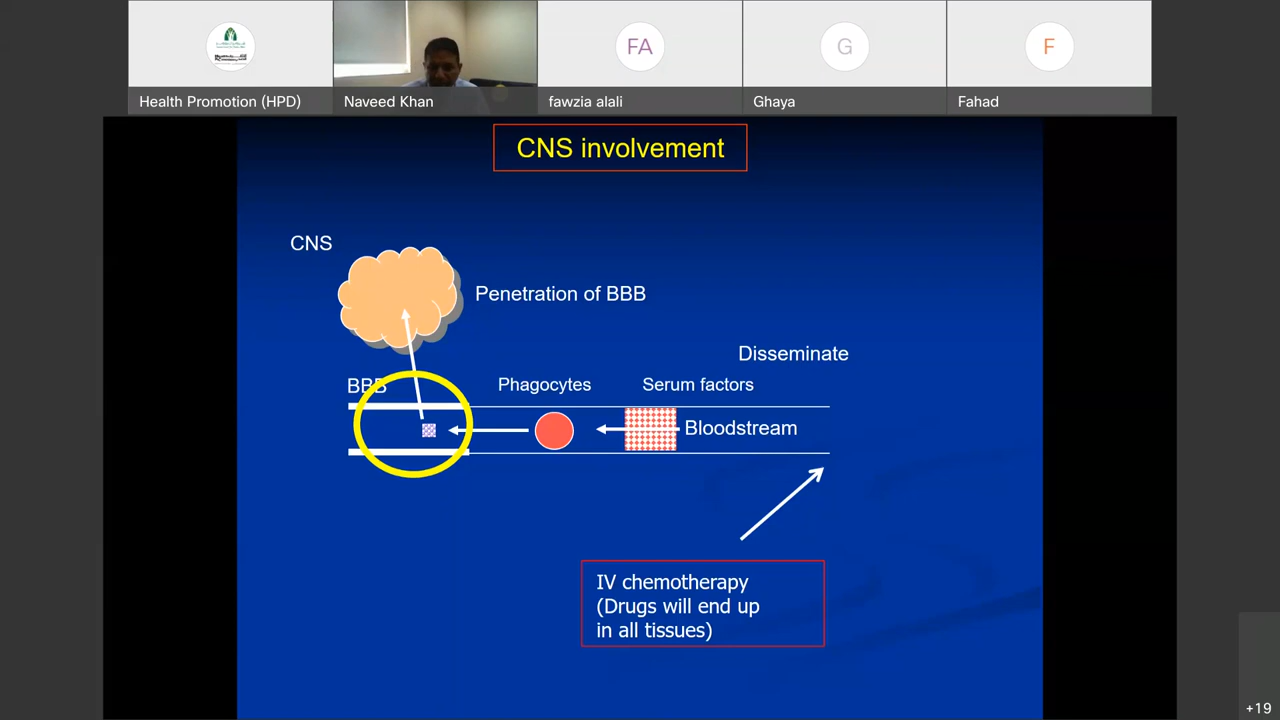 Health Promotion (HPD)
Naveed Khan
FA
fawzia alali
G
Ghaya
F
Fahad
CNS involvement
CNS
Penetration of BBB
Disseminate
BBB
Phagocytes
Serum factors
Bloodstream
IV chemotherapy
(Drugs will end up
in all tissues)
+19